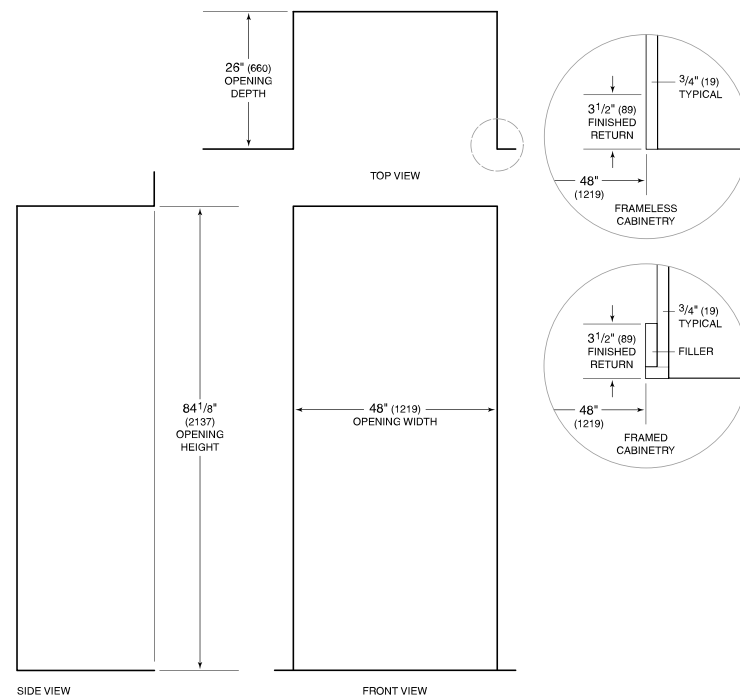 26" (660)
OPENING
DEPTH
TOP VIEW
3/4" (19)
TYPICAL
3 1/2" (89)
FINISHED
RETURN
48"
(1219)
FRAMELESS
CABINETRY
84 1/8"
(2137)
OPENING
HEIGHT
48" (1219)
OPENING WIDTH
3/4" (19)
TYPICAL
3 1/2" (89)
FINISHED
RETURN
FILLER
48"
(1219)
FRAMED
CABINETRY
SIDE VIEW
FRONT VIEW